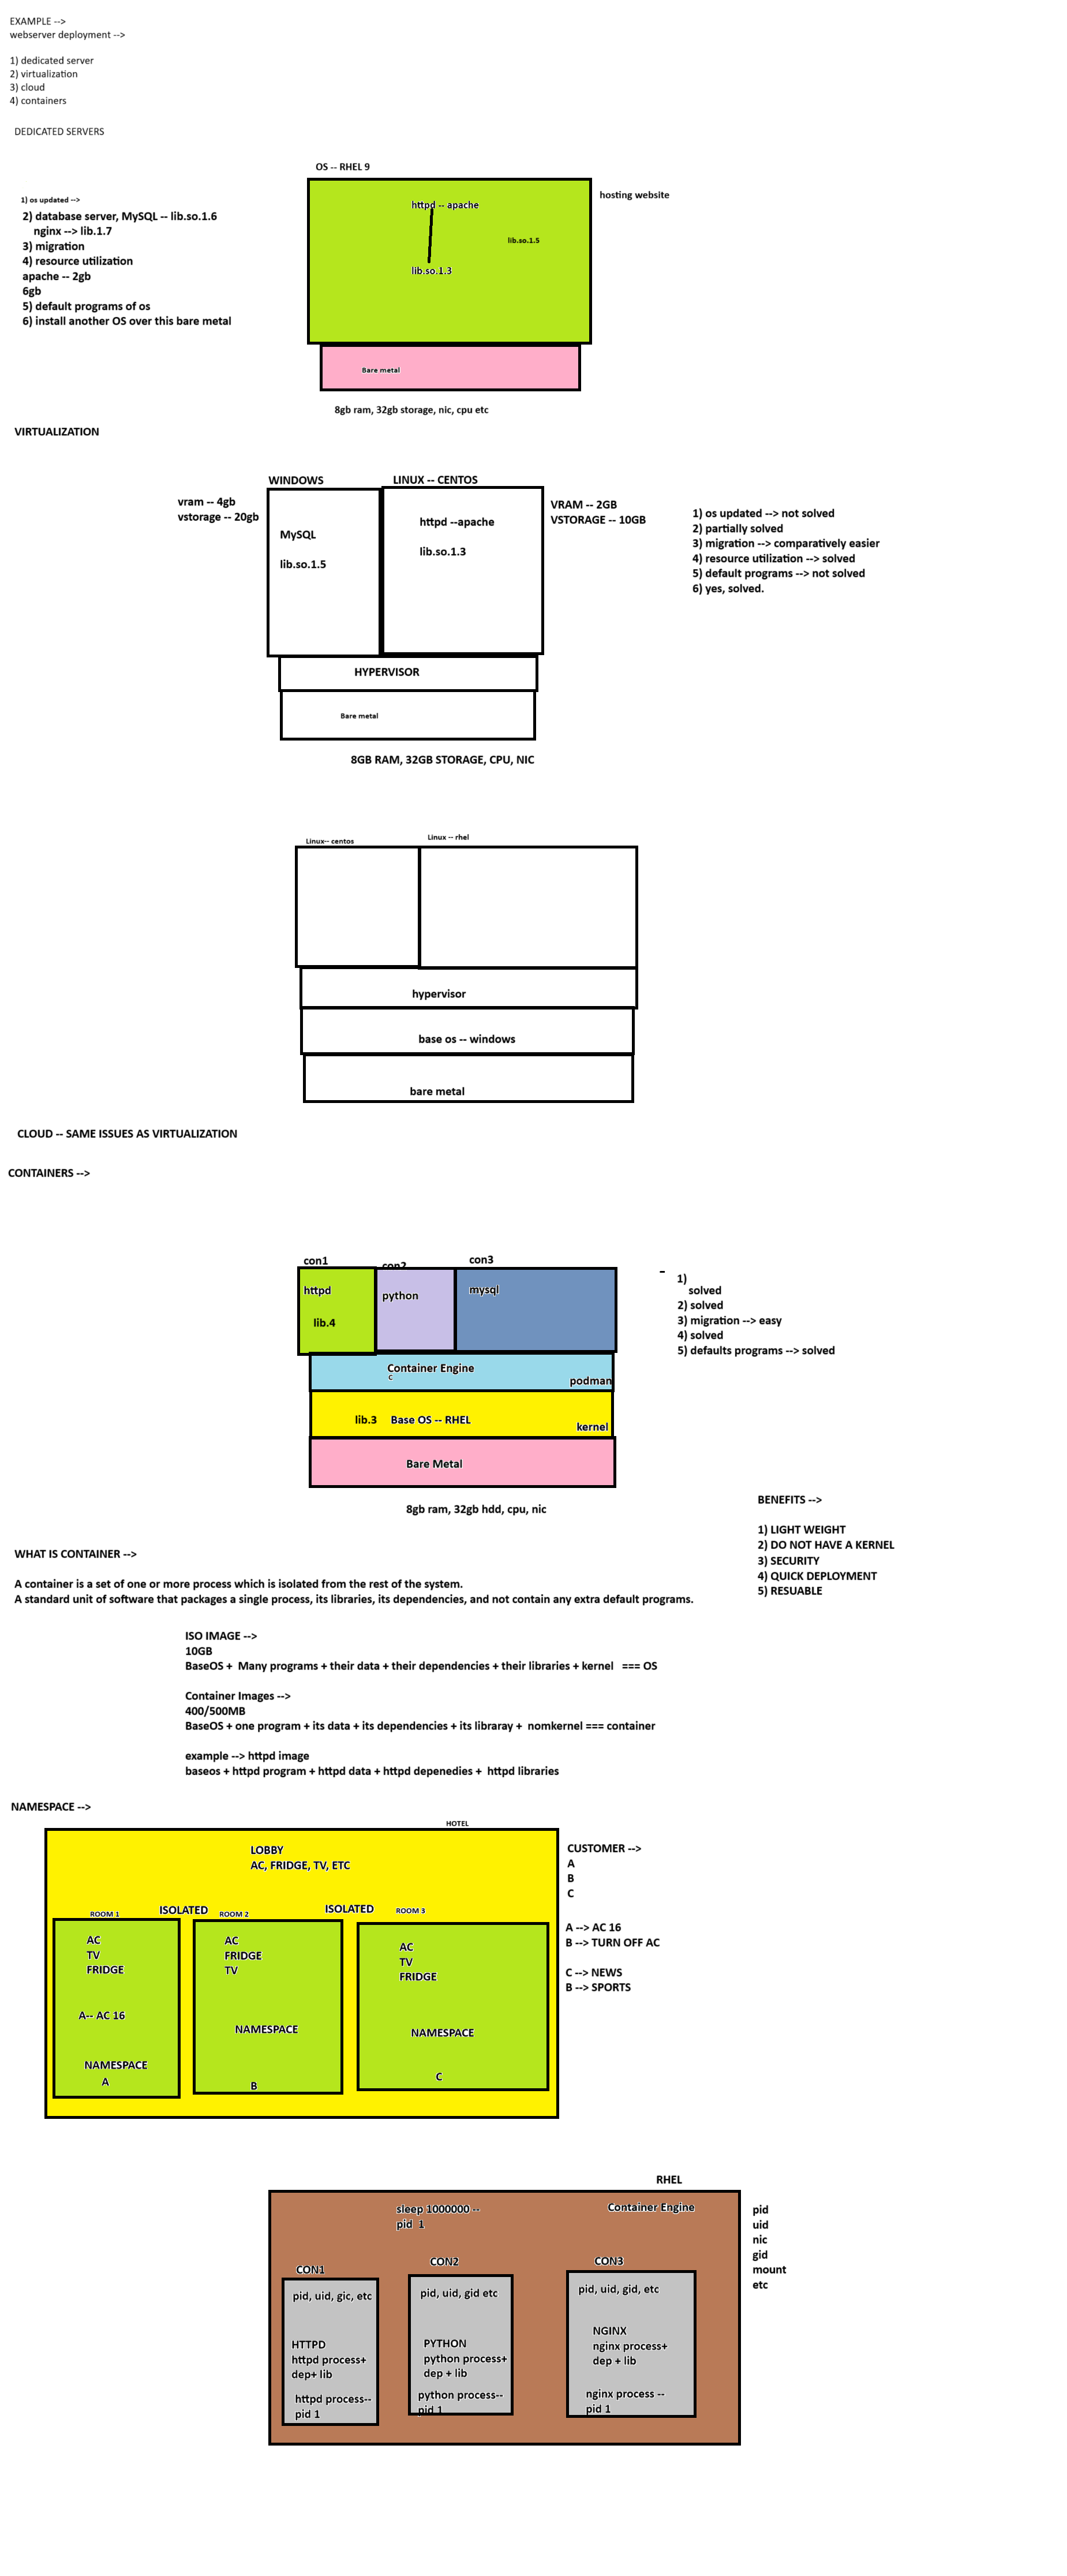 EXAMPLE -->
webserver deployment -->
1) dedicated server
2) virtualization
3) cloud
4) containers
DEDICATED SERVERS
OS -- RHEL 9
hosting website
httpd -- apache
lib.so.1.5
lib.so.1.3
1) os updated -->
2) database server, MySQL -- lib.so.1.6
nginx --> lib.1.7
3) migration
4) resource utilization
apache -- 2gb
6gb
5) default programs of os
6) install another OS over this bare metal
Bare metal
8gb ram, 32gb storage, nic, cpu etc
VIRTUALIZATION
WINDOWS
LINUX -- CENTOS
vram -- 4gb
vstorage -- 20gb
MySQL
lib.so.1.5
httpd --apache
lib.so.1.3
VRAM -- 2GB
VSTORAGE -- 10GB
1) os updated --> not solved
2) partially solved
3) migration --> comparatively easier
4) resource utilization --> solved
5) default programs --> not solved
6) yes, solved.
HYPERVISOR
Bare metal
8GB RAM, 32GB STORAGE, CPU, NIC
Linux-- centos
Linux -- rhel
hypervisor
base os -- windows
bare metal
CLOUD -- SAME ISSUES AS VIRTUALIZATION
CONTAINERS -->
con1
con2
con3
httpd
lib.4
python
mysql
-
1)
solved
2) solved
3) migration --> easy
4) solved
5) defaults programs --> solved
Container Engine
C
podman
lib.3 Base OS -- RHEL
kernel
Bare Metal
8gb ram, 32gb hdd, cpu, nic
BENEFITS -->
1) LIGHT WEIGHT
2) DO NOT HAVE A KERNEL
3) SECURITY
4) QUICK DEPLOYMENT
5) RESUABLE
WHAT IS CONTAINER -->
A container is a set of one or more process which is isolated from the rest of the system.
A standard unit of software that packages a single process, its libraries, its dependencies, and not contain any extra default programs.
ISO IMAGE -->
10GB
BaseOS + Many programs + their data + their dependencies + their libraries + kernel === OS
Container Images -->
400/500MB
BaseOS + one program + its data + its dependencies + its libraray + nomkernel === container
example --> httpd image
baseos + httpd program + httpd data + httpd depenedies + httpd libraries
NAMESPACE -->
HOTEL
LOBBY
AC, FRIDGE, TV, ETC
ROOM 1
ISOLATED
ROOM 2
ISOLATED
ROOM 3
AC
TV
FRIDGE
A-- AC 16
NAMESPACE
A
AC
FRIDGE
TV
NAMESPACE
B
AC
TV
FRIDGE
NAMESPACE
C
CUSTOMER -->
A
B
C
A --> AC 16
B --> TURN OFF AC
C --> NEWS
B --> SPORTS
RHEL
sleep 1000000 --
pid 1
Container Engine
CON1
pid, uid, gic, etc
HTTPD
httpd process+
dep+ lib
httpd process--
pid 1
CON2
pid, uid, gid etc
PYTHON
python process+
dep + lib
python process--
pid 1
CON3
pid, uid, gid, etc
NGINX
nginx process+
dep + lib
nginx process --
pid 1
pid
uid
nic
gid
mount
etc